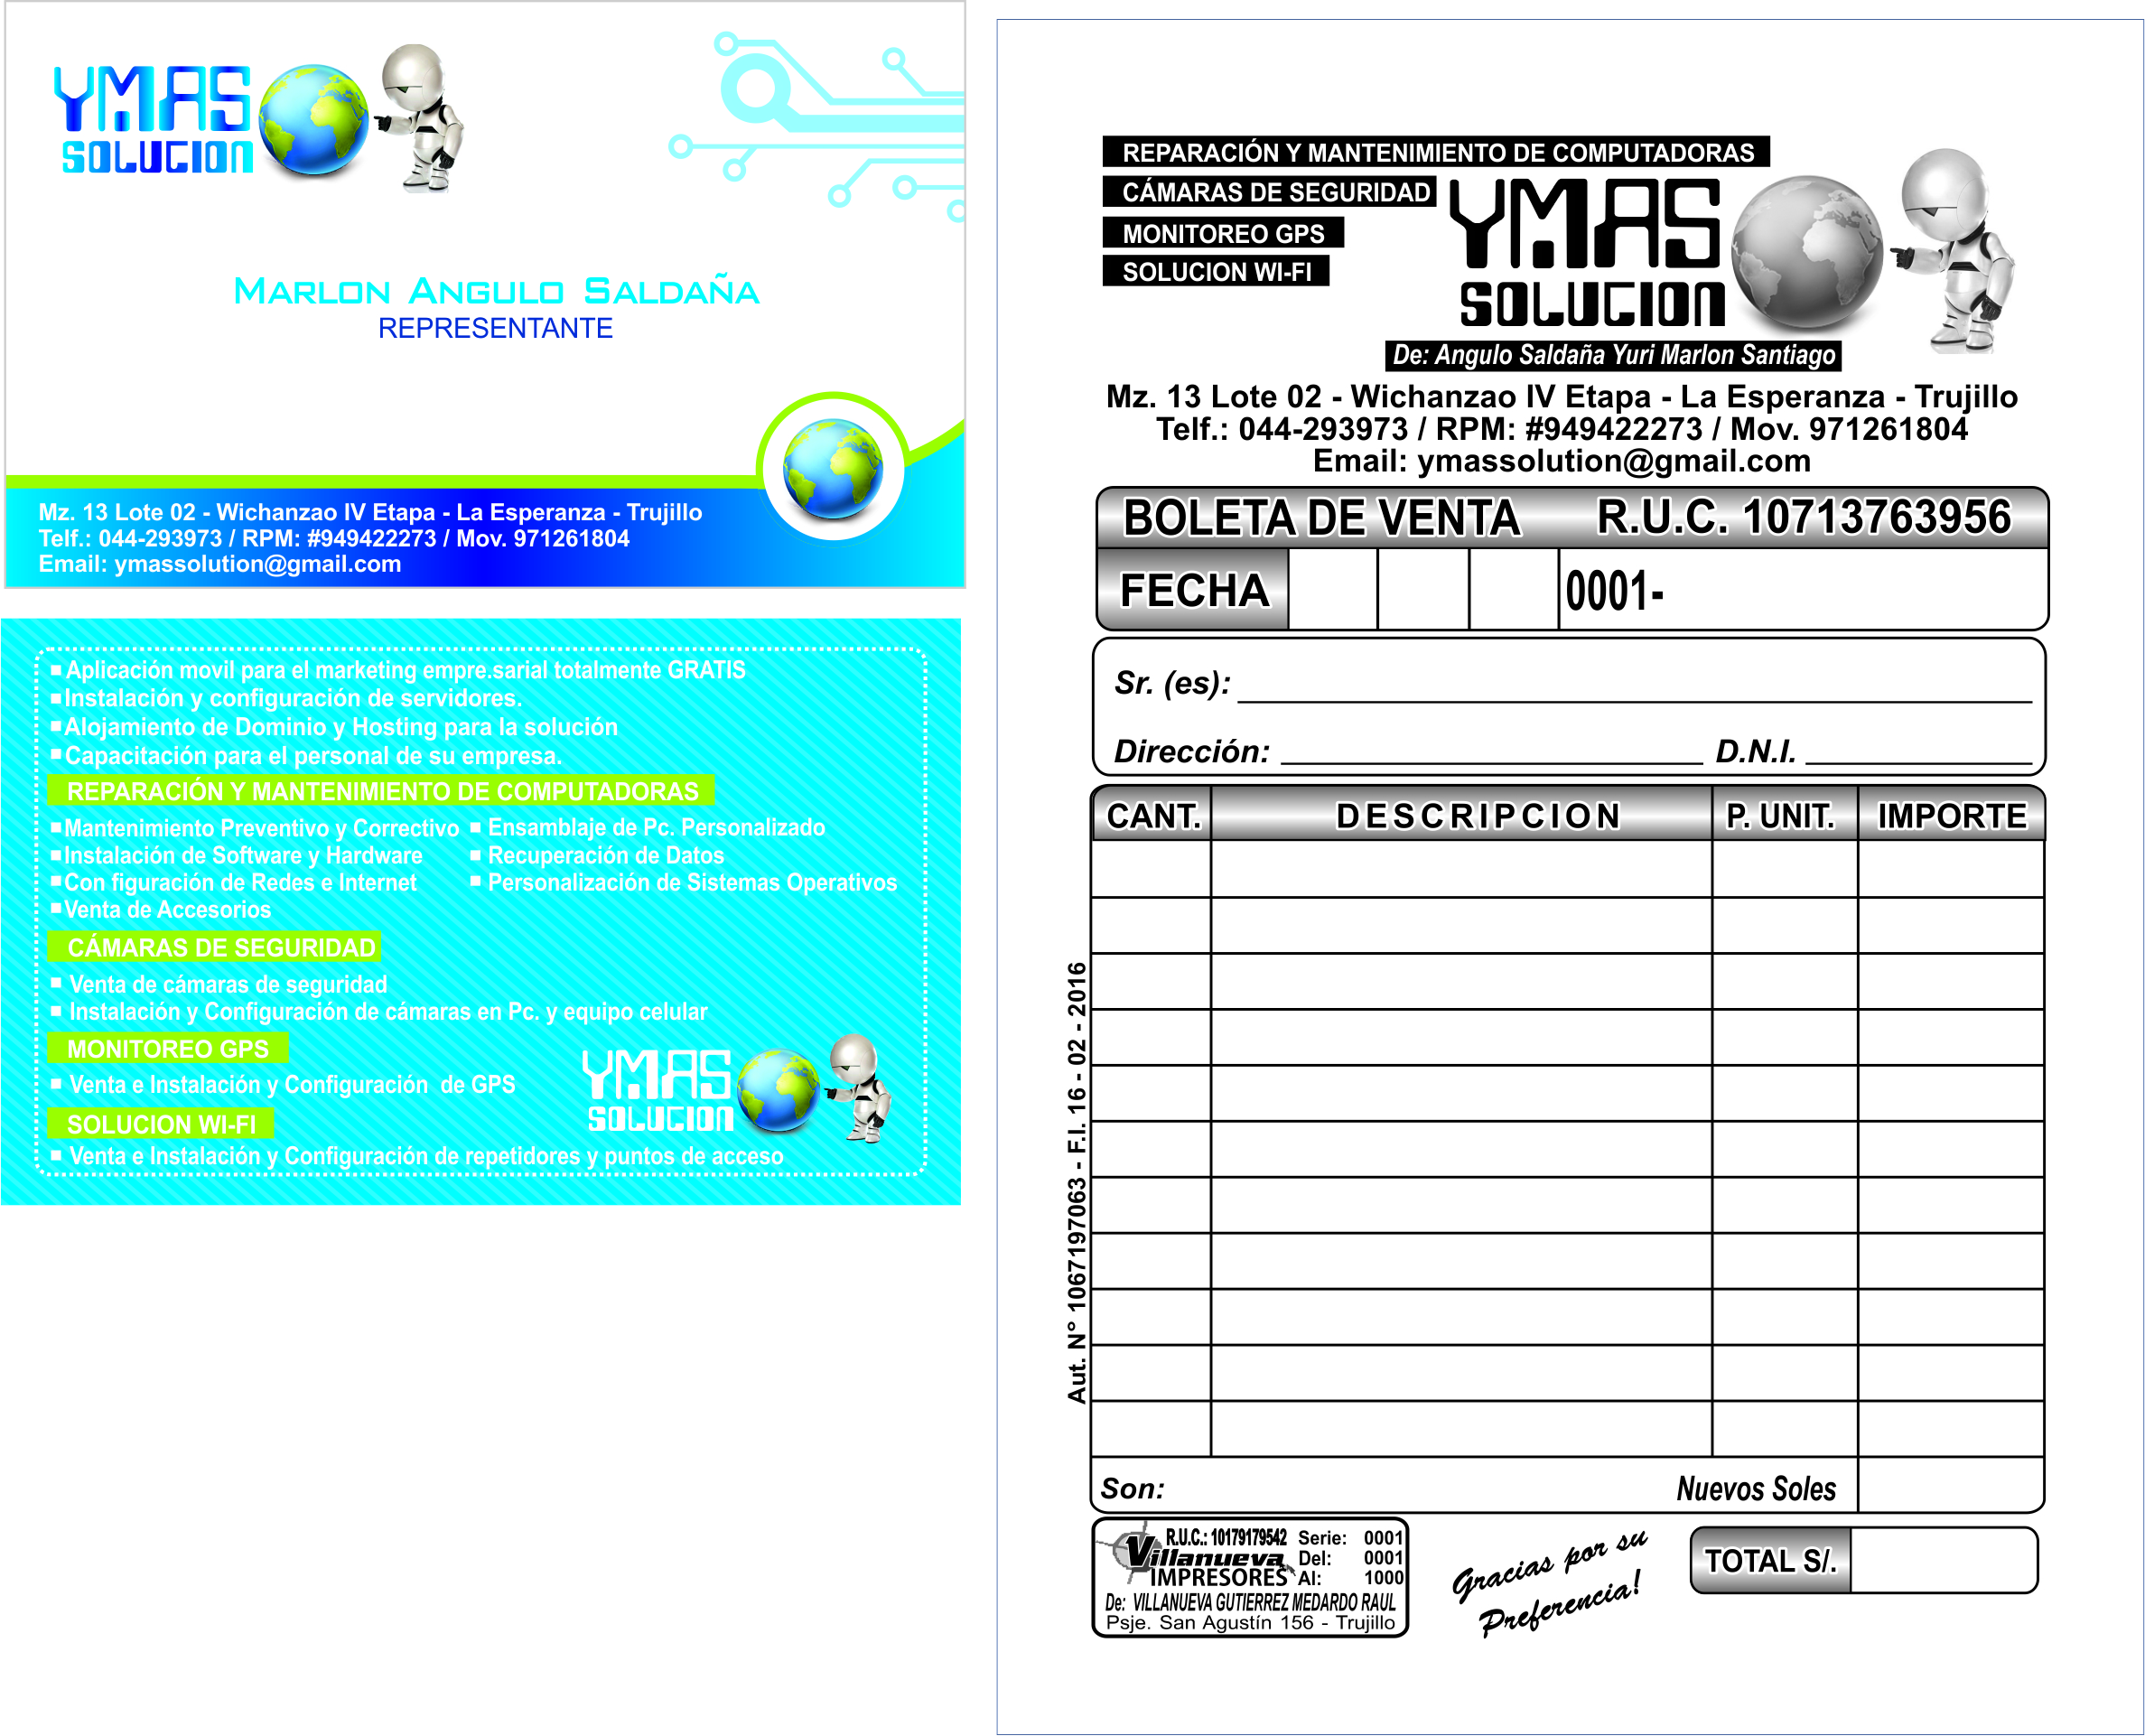 YMAS
SOLUCION
MARLON ANGULO SALDAÑA
REPRESENTANTE
Mz. 13 Lote 02 - Wichanzao IV Etapa - La Esperanza - Trujillo
Telf.: 044-293973 / RPM: #949422273 / Mov. 971261804
Email: ymassolution@gmail.com
Aplicación movil para el marketing empre.sarial totalmente GRATIS
Instalación y configuración de servidores.
Alojamiento de Dominio y Hosting para la solución
Capacitación para el personal de su empresa.
REPARACIÓN Y MANTENIMIENTO DE COMPUTADORAS
Mantenimiento Preventivo y Correctivo
Instalación de Software y Hardware
Con figuración de Redes e Internet
Venta de Accesorios
Ensamblaje de Pc. Personalizado
Recuperación de Datos
Personalización de Sistemas Operativos
CÁMARAS DE SEGURIDAD
Venta de cámaras de seguridad
Instalación y Configuración de cámaras en Pc. y equipo celular
MONITOREO GPS
Venta e Instalación y Configuración de GPS
SOLUCION WI-FI
Venta e Instalación y Configuración de repetidores y puntos de acceso
YMAS
SOLUCION
REPARACIÓN Y MANTENIMIENTO DE COMPUTADORAS
CÁMARAS DE SEGURIDAD
MONITOREO GPS
SOLUCION WI-FI
YMAS
SOLUCION
De: Angulo Saldaña Yuri Marlon Santiago
Mz. 13 Lote 02 - Wichanzao IV Etapa - La Esperanza - Trujillo
Telf.: 044-293973 / RPM: #949422273 / Mov. 971261804
Email: ymassolution@gmail.com
BOLETA DE VENTA R.U.C. 10713763956
FECHA 0001-
Sr. (es):
Dirección: D.N.I.
CANT. DESCRIPCION P. UNIT. IMPORTE
Aut. N° 1067197063 - F.I. 16 - 02 - 2016
Son: Nuevos Soles
R.U.C.: 10179179542 Serie: 0001
Villanueva Del: 0001
IMPRESORES Al: 1000
De: VILLANUEVA GUTIERREZ MEDARDO RAUL
Psje. San Agustín 156 - Trujillo
Gracias por su
Preferencia!
TOTAL S/.